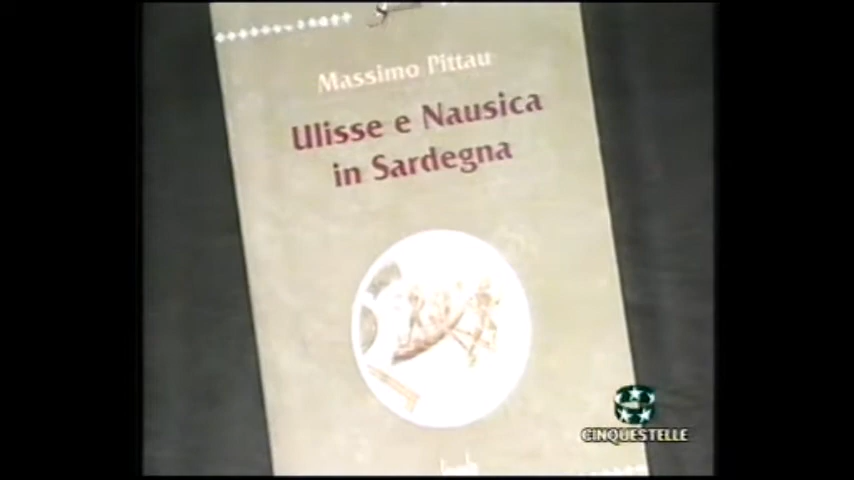 Massimo Pittau
Ulisse e Nausica
in Sardegna
CINQUESTELLE